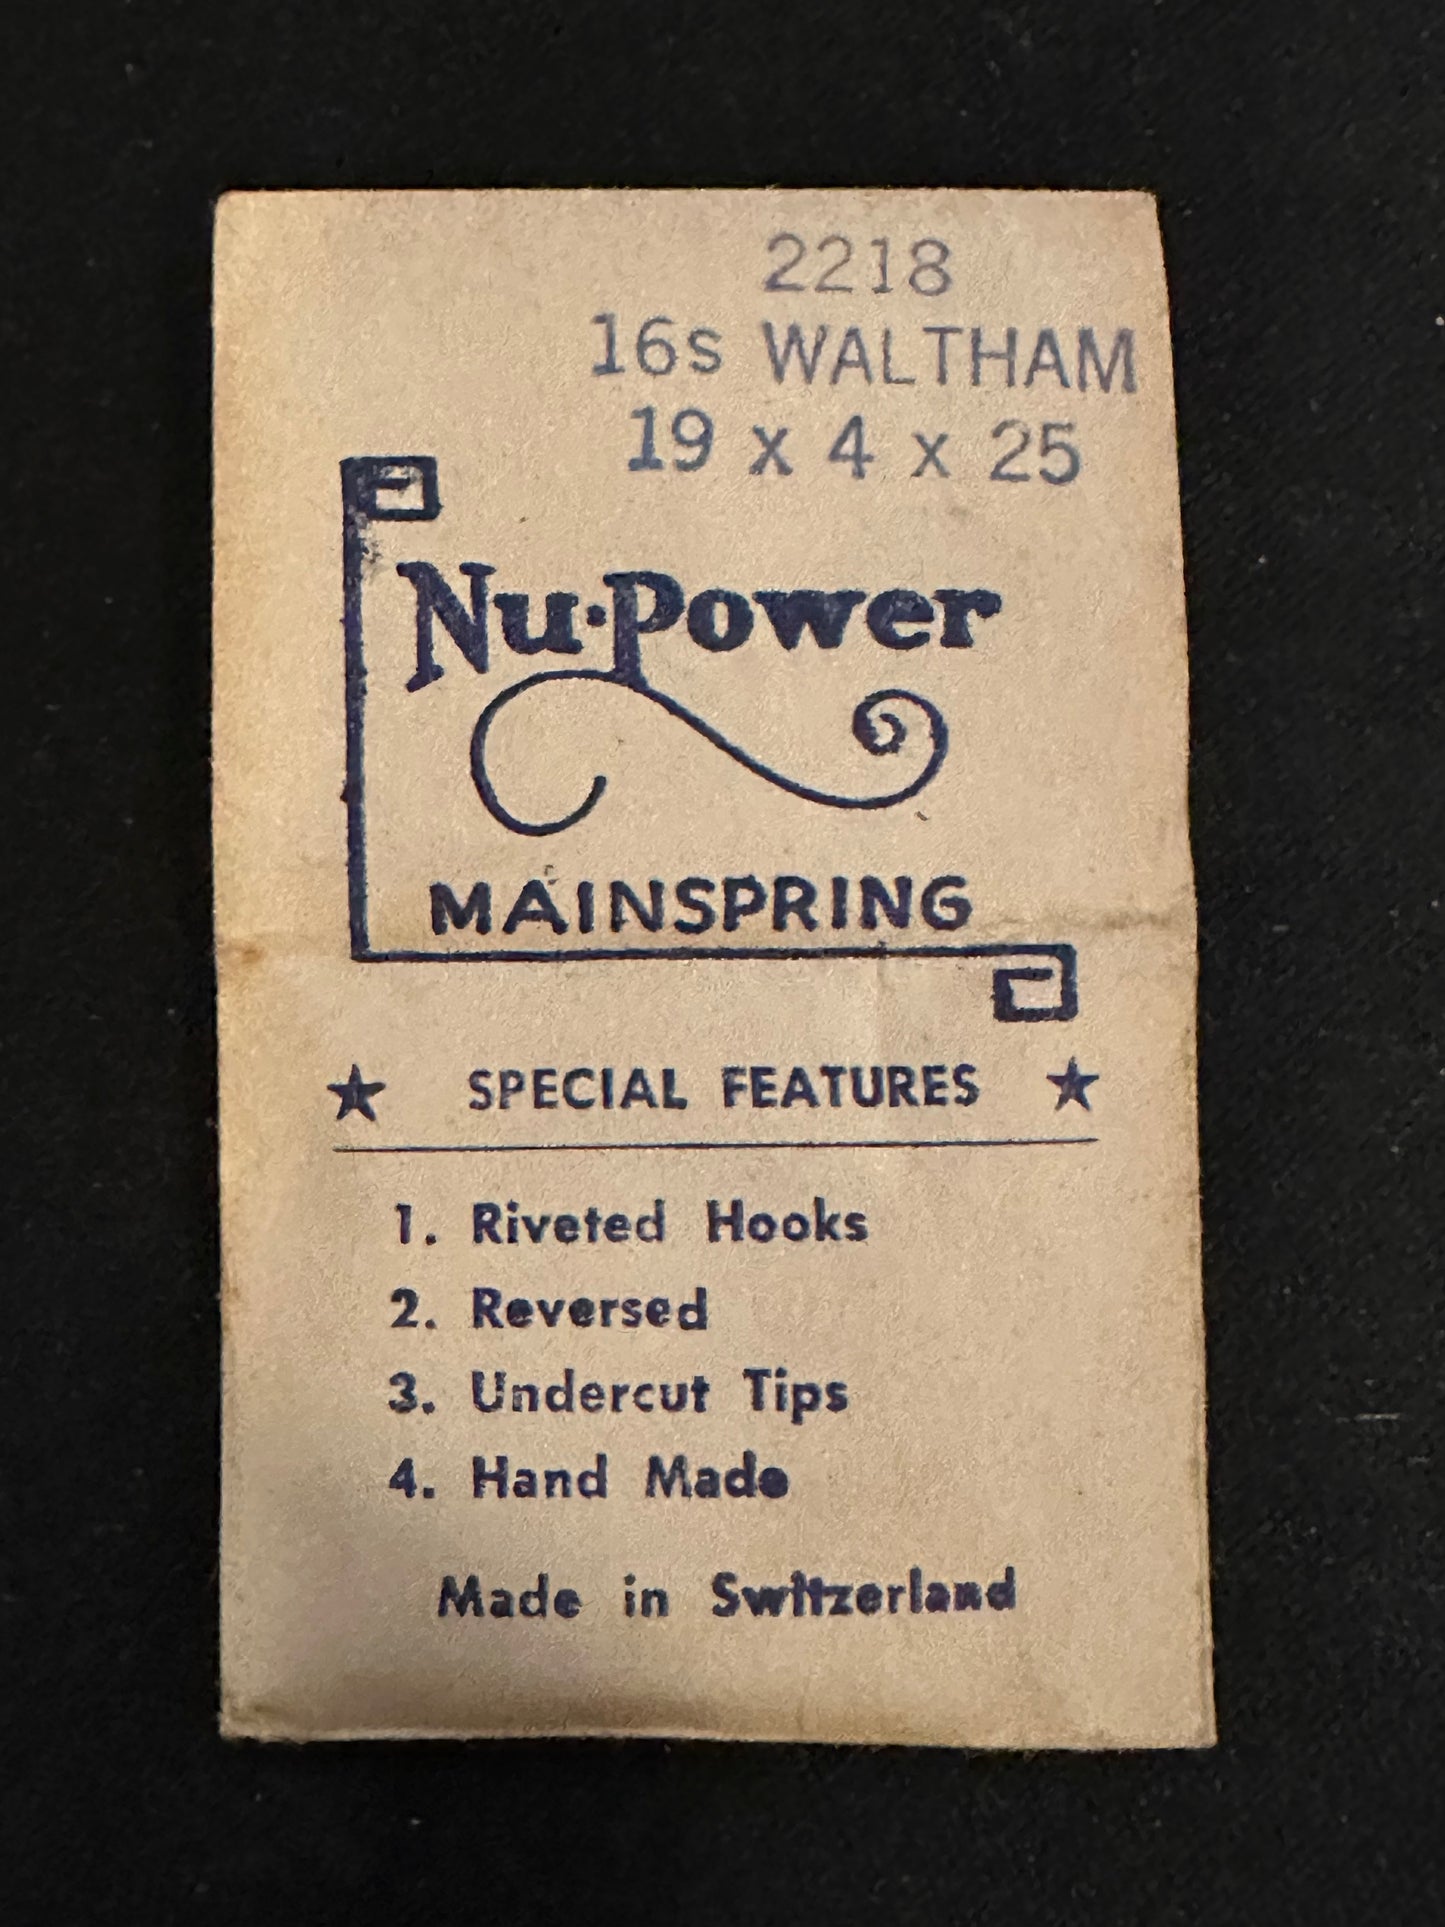 2218
16s WALTHAM
19 x 4 x 25
Nu·Power
MAINSPRING
★ SPECIAL FEATURES ★
1. Riveted Hooks
2. Reversed
3. Undercut Tips
4. Hand Made
Made in Switzerland